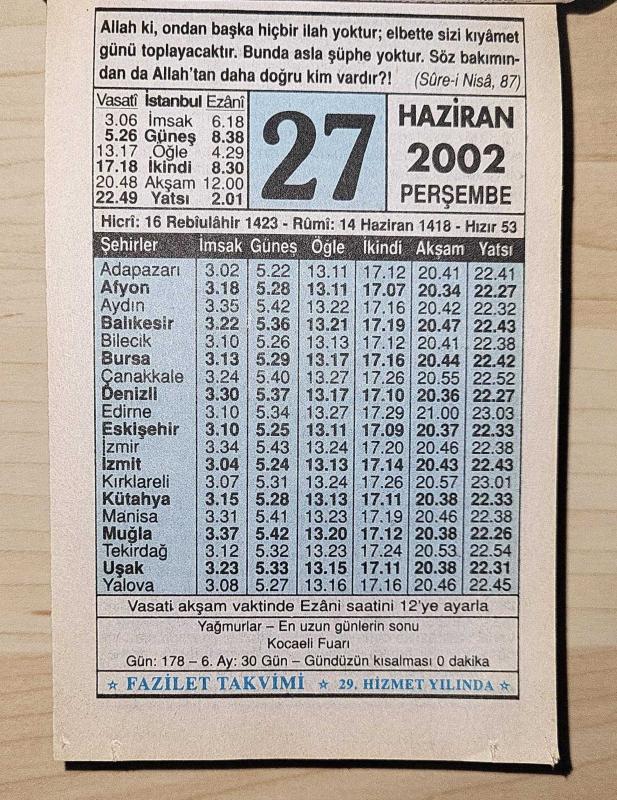 Allah ki, ondan başka hiçbir ilah yoktur; elbette sizi kıyâmet
günü toplayacaktır. Bunda asla şüphe yoktur. Söz bakımın-
dan da Allah'tan daha doğru kim vardır?! (Sûre-i Nisâ, 87)
Vasatî İstanbul Ezânî
3.06 İmsak 6.18
5.26 Güneş 8.38
13.17 Öğle 4.29
17.18 İkindi 8.30
20.48 Akşam 12.00
22.49 Yatsı 2.01
27
HAZİRAN
2002
PERŞEMBE
Hicrî: 16 Rebîulâhir 1423 - Rûmî: 14 Haziran 1418 - Hızır 53
Şehirler İmsak Güneş Öğle İkindi Akşam Yatsı
Adapazarı 3.02 5.22 13.11 17.12 20.41 22.41
Afyon 3.18 5.28 13.11 17.07 20.34 22.27
Aydın 3.35 5.42 13.22 17.16 20.42 22.32
Balıkesir 3.22 5.36 13.21 17.19 20.47 22.43
Bilecik 3.10 5.26 13.13 17.12 20.41 22.38
Bursa 3.13 5.29 13.17 17.16 20.44 22.42
Çanakkale 3.24 5.40 13.27 17.26 20.55 22.52
Denizli 3.30 5.37 13.17 17.10 20.36 22.27
Edirne 3.10 5.34 13.27 17.29 21.00 23.03
Eskişehir 3.10 5.25 13.11 17.09 20.37 22.33
İzmir 3.34 5.43 13.24 17.20 20.46 22.38
İzmit 3.04 5.24 13.13 17.14 20.43 22.43
Kırklareli 3.07 5.31 13.24 17.26 20.57 23.01
Kütahya 3.15 5.28 13.13 17.11 20.38 22.33
Manisa 3.31 5.41 13.23 17.19 20.46 22.38
Muğla 3.37 5.42 13.20 17.12 20.38 22.26
Tekirdağ 3.12 5.32 13.23 17.24 20.53 22.54
Uşak 3.23 5.33 13.15 17.11 20.38 22.31
Yalova 3.08 5.27 13.16 17.16 20.46 22.45
Vasati akşam vaktinde Ezâni saatini 12'ye ayarla
Yağmurlar – En uzun günlerin sonu
Kocaeli Fuarı
Gün: 178 – 6. Ay: 30 Gün – Gündüzün kısalması 0 dakika
☆ FAZİLET TAKVİMİ ☆ 29. HİZMET YILINDA ☆